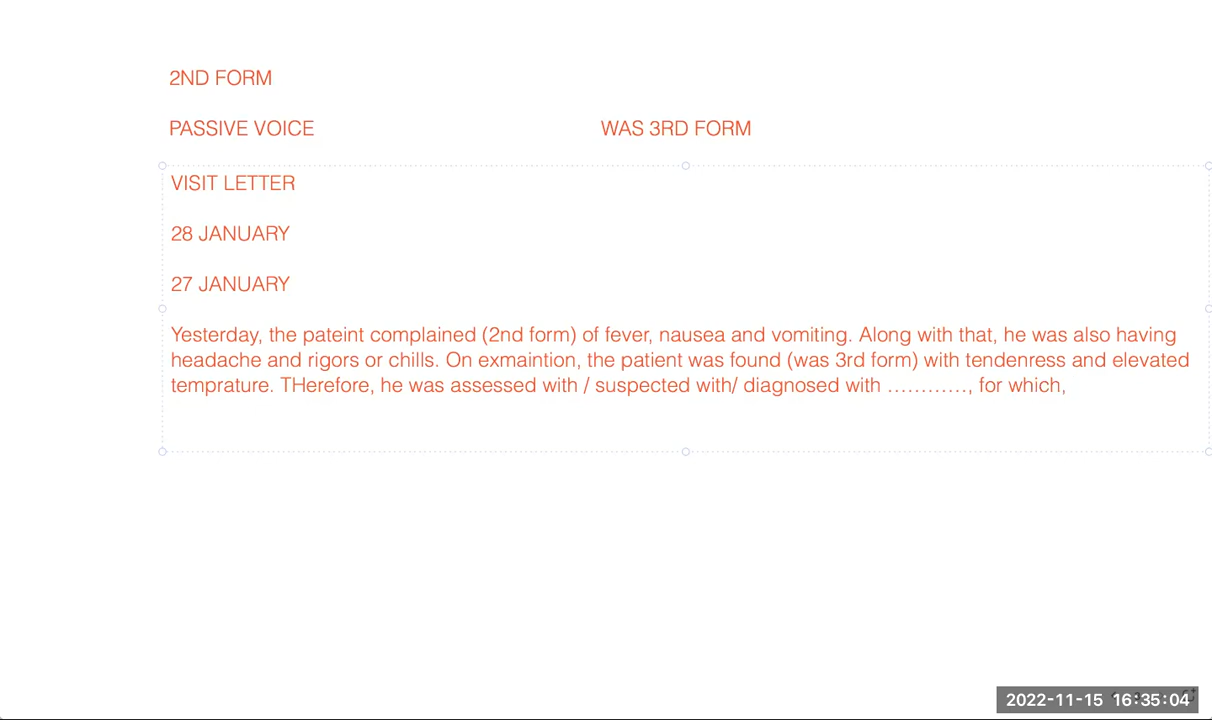 2ND FORM
PASSIVE VOICE WAS 3RD FORM
VISIT LETTER
28 JANUARY
27 JANUARY
Yesterday, the pateint complained (2nd form) of fever, nausea and vomiting. Along with that, he was also having
headache and rigors or chills. On exmaintion, the patient was found (was 3rd form) with tendenress and elevated
temprature. THerefore, he was assessed with / suspected with/ diagnosed with …………, for which,
2022-11-15 16:35:04